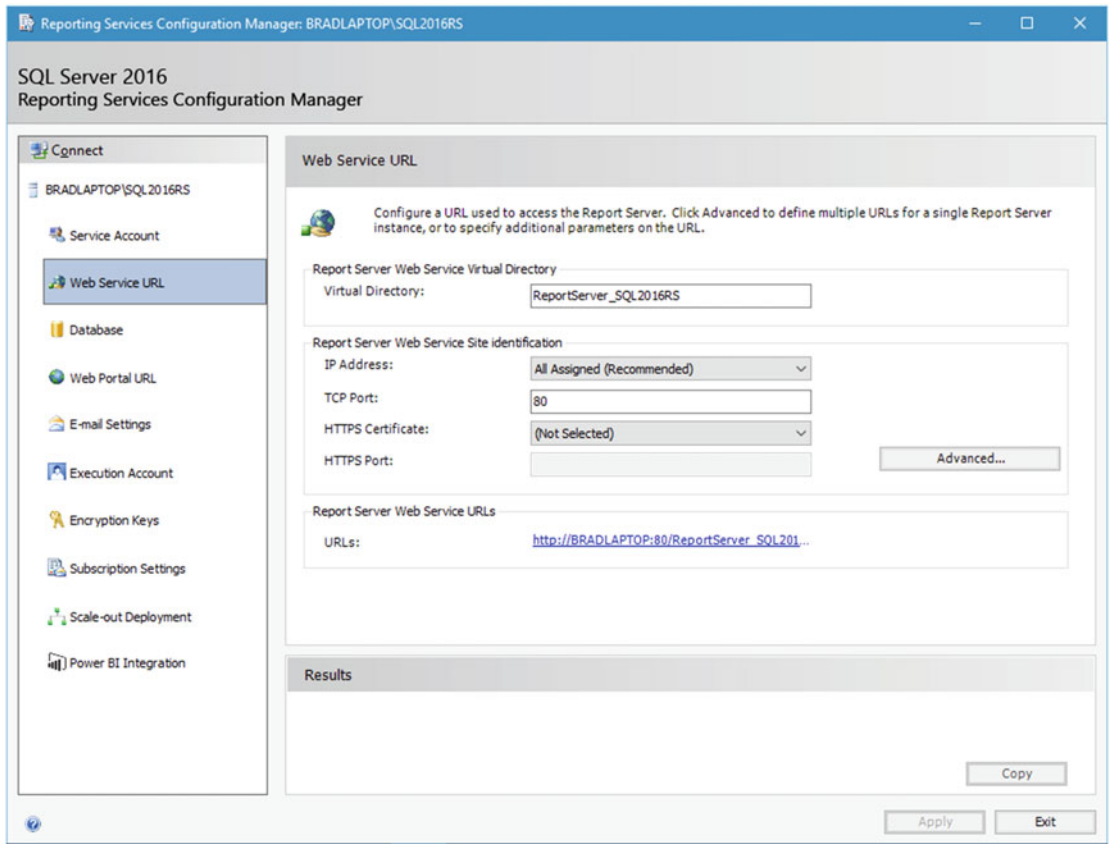 Reporting Services Configuration Manager: BRADLAPTOP\SQL2016RS
SQL Server 2016
Reporting Services Configuration Manager
Connect
BRADLAPTOP\SQL2016RS
Service Account
Web Service URL
Database
Web Portal URL
E-mail Settings
Execution Account
Encryption Keys
Subscription Settings
Scale-out Deployment
Power BI Integration
Web Service URL
Configure a URL used to access the Report Server. Click Advanced to define multiple URLs for a single Report Server
instance, or to specify additional parameters on the URL.
Report Server Web Service Virtual Directory
Virtual Directory: ReportServer_SQL2016RS
Report Server Web Service Site identification
IP Address: All Assigned (Recommended)
TCP Port: 80
HTTPS Certificate: (Not Selected)
HTTPS Port:
Advanced...
Report Server Web Service URLs
URLs: http://BRADLAPTOP:80/ReportServer_SQL201...
Results
Copy
Apply Exit